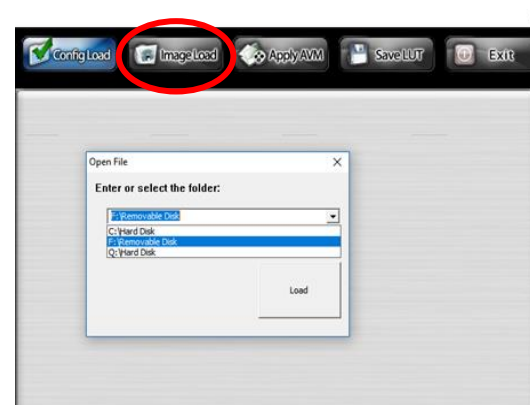 Config Load Image Load Apply AVM Save LUT Exit
Open File
Enter or select the folder:
F:\Removable Disk
C:\Hard Disk
F:\Removable Disk
Q:\Hard Disk
Load